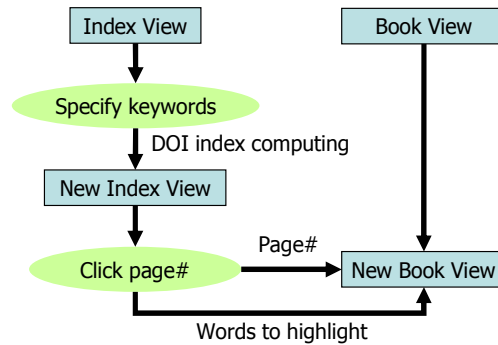 Index View
Book View
Specify keywords
DOI index computing
New Index View
Page#
Click page#
New Book View
Words to highlight